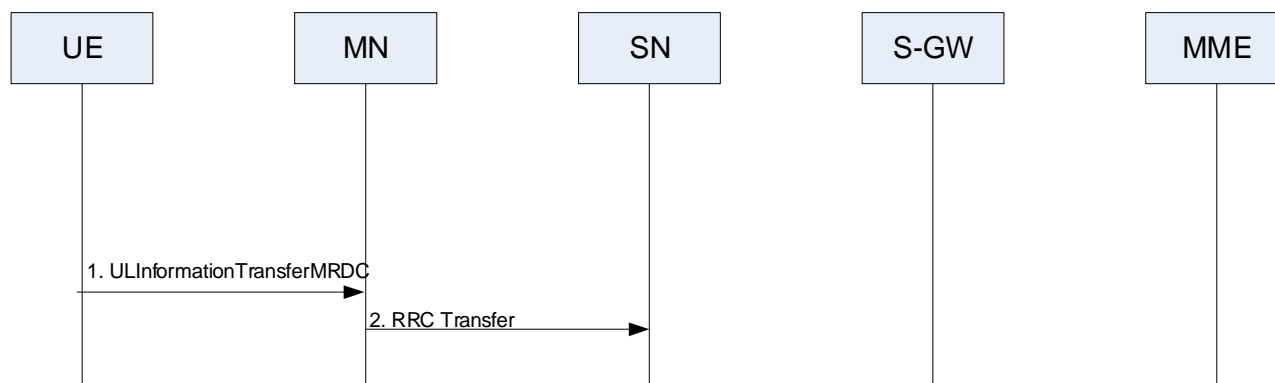 UE
MN
SN
S-GW
MME
1. ULInformationTransferMRDC
2. RRC Transfer